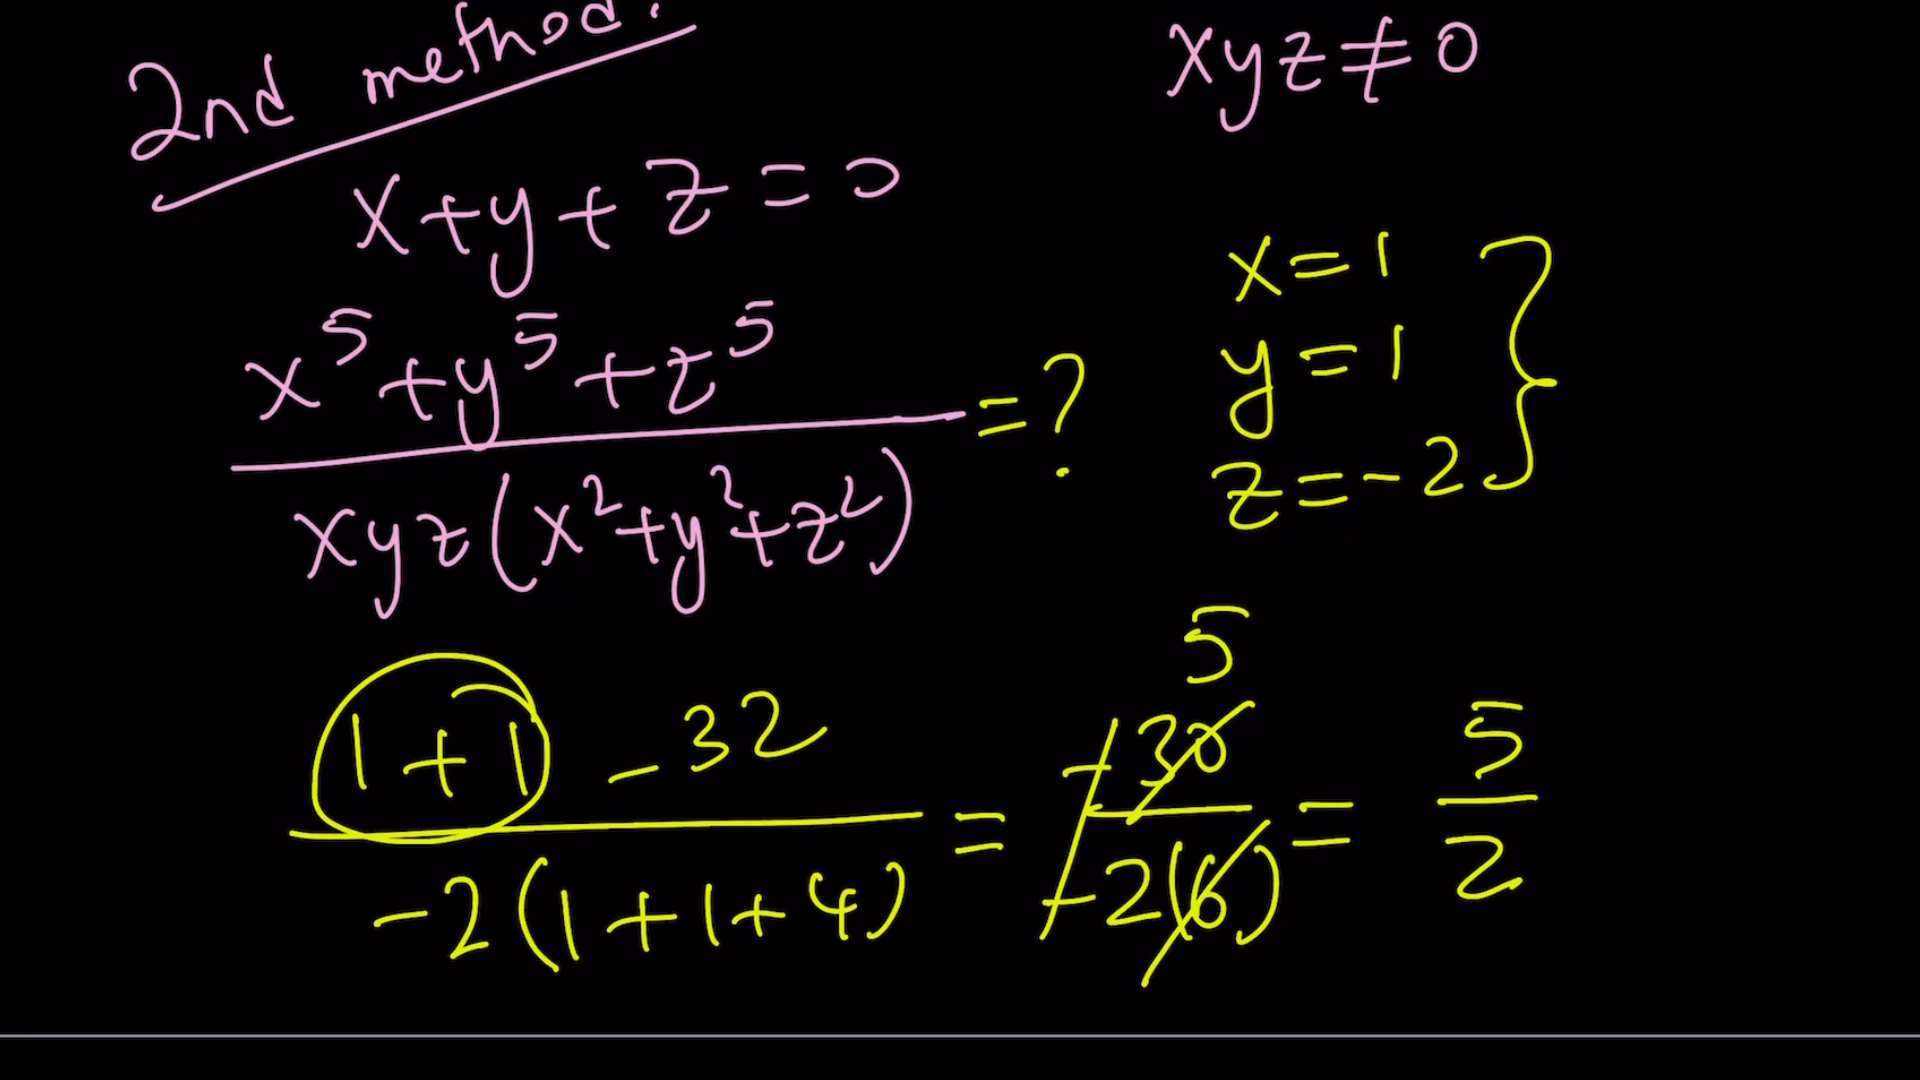 2nd method:
xyz≠0
x+y+z=0
x=1
y=1
z=-2
x⁵+y⁵+z⁵ / xyz(x²+y²+z²) =?
1+1-32 / -2(1+1+4) = -30 / -2(6) = 5/2
5